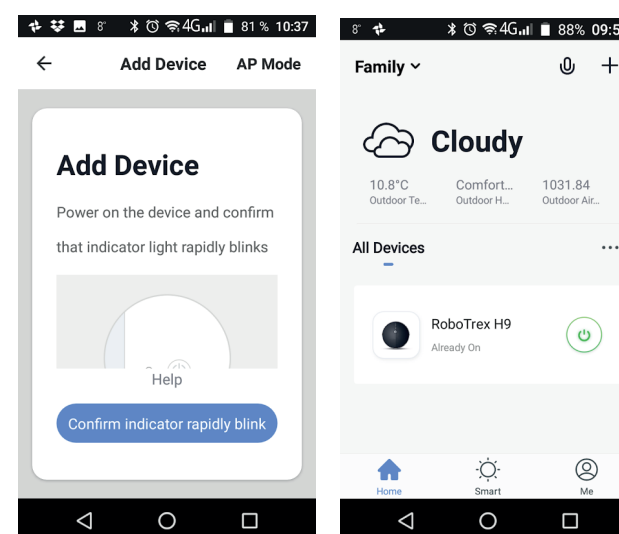 8° 4G 81 % 10:37
Add Device AP Mode
Add Device
Power on the device and confirm
that indicator light rapidly blinks
Help
Confirm indicator rapidly blink
8° 4G 88% 09:5
Family
Cloudy
10.8°C Comfort... 1031.84
Outdoor Te... Outdoor H... Outdoor Air...
All Devices
RoboTrex H9
Already On
Home Smart Me